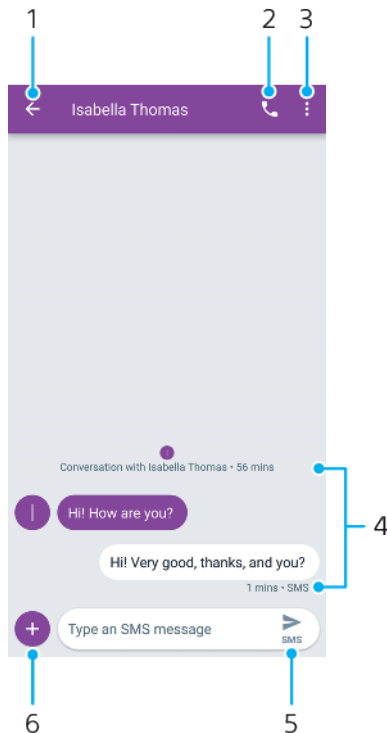 1 2 3
Isabella Thomas
Conversation with Isabella Thomas • 56 mins
Hi! How are you?
Hi! Very good, thanks, and you?
1 mins • SMS
4
Type an SMS message
SMS
6 5